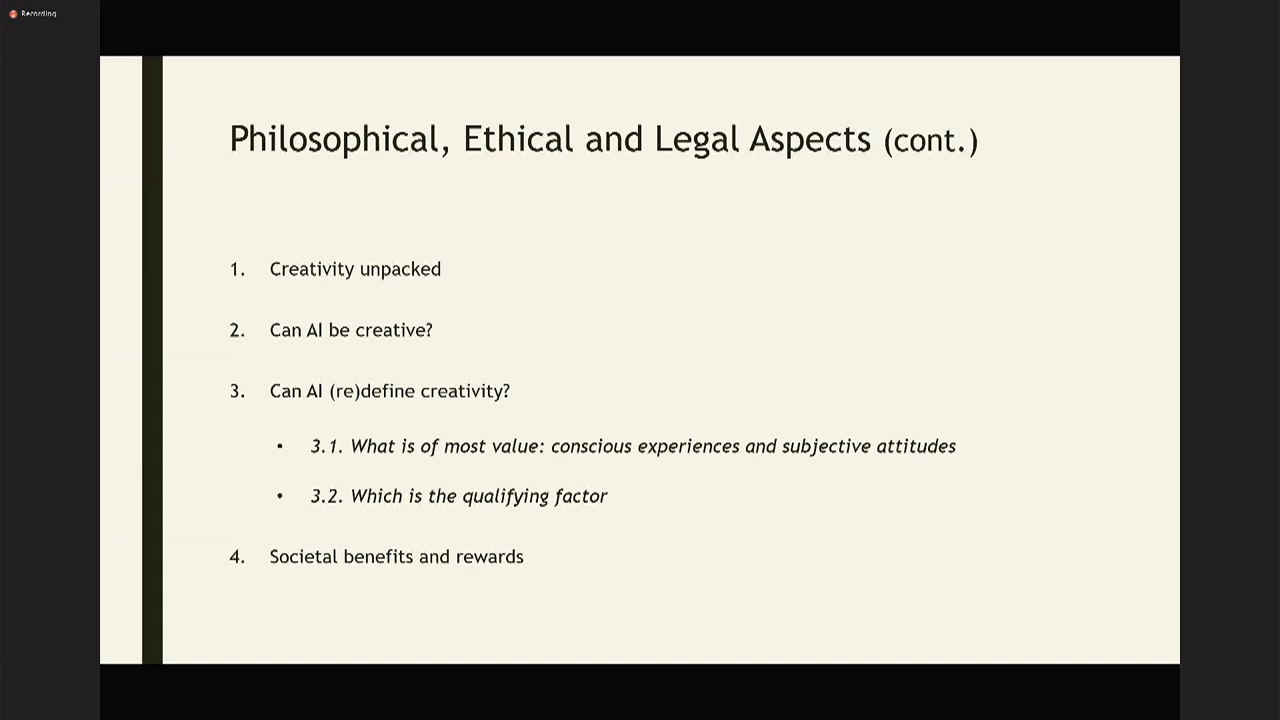 Recording
Philosophical, Ethical and Legal Aspects (cont.)
1. Creativity unpacked
2. Can AI be creative?
3. Can AI (re)define creativity?
• 3.1. What is of most value: conscious experiences and subjective attitudes
• 3.2. Which is the qualifying factor
4. Societal benefits and rewards